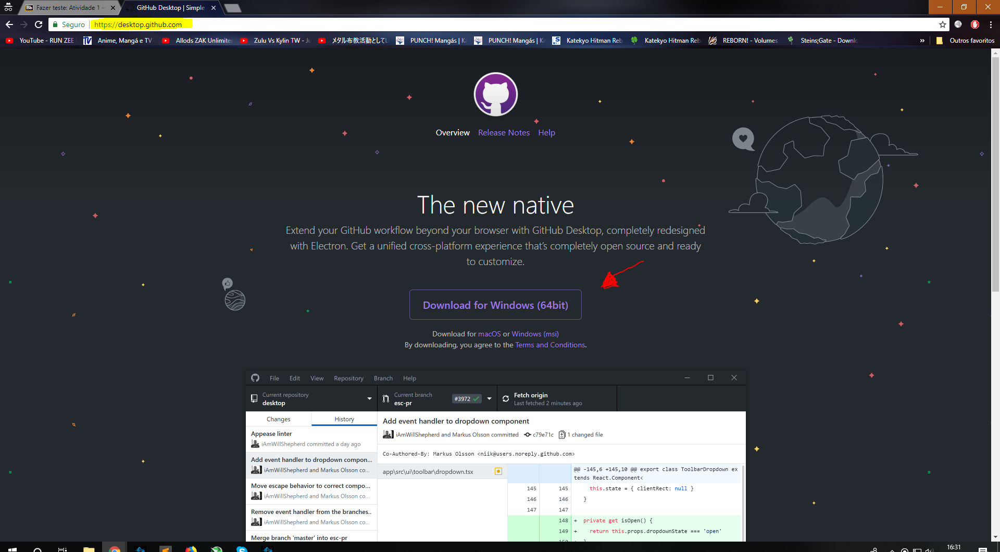 Bb Fazer teste: Atividade 1 –
GitHub Desktop | Simple
Seguro
https://desktop.github.com
YouTube - RUN ZEE
Anime, Mangá e TV
Allods ZAK Unlimite
Zulu Vs Kylin TW - Ju
メタル布教活動として
PUNCH! Mangás | Ka
PUNCH! Mangás | Ka
Katekyo Hitman Reb
Katekyo Hitman Reb
REBORN! - Volumes
Steins;Gate - Downlo
»
Outros favoritos
Overview Release Notes Help
The new native
Extend your GitHub workflow beyond your browser with GitHub Desktop, completely redesigned
with Electron. Get a unified cross-platform experience that's completely open source and ready
to customize.
Download for Windows (64bit)
Download for macOS or Windows (msi)
By downloading, you agree to the Terms and Conditions.
File Edit View Repository Branch Help
Current repository
desktop
Current branch
esc-pr
#3972
Fetch origin
Last fetched 2 minutes ago
Changes History
Appease linter
iAmWillShepherd committed a day ago
Add event handler to dropdown compon...
iAmWillShepherd and Markus Olsson co...
Move escape behavior to correct compo...
iAmWillShepherd and Markus Olsson co...
Remove event handler from the branches..
iAmWillShepherd and Markus Olsson co...
Merge branch 'master' into esc-pr
Add event handler to dropdown component
iAmWillShepherd and Markus Olsson committed c79e71c 1 changed file
Co-Authored-By: Markus Olsson <niik@users.noreply.github.com>
app\src\ui\toolbar\dropdown.tsx
@@ -145,6 +145,10 @@ export class ToolbarDropdown ex
tends React.Component<
145 145 this.state = { clientRect: null }
146 146 }
147 147
148 + private get isOpen() {
149 + return this.props.dropdownState === 'open'
150 + }
16:31